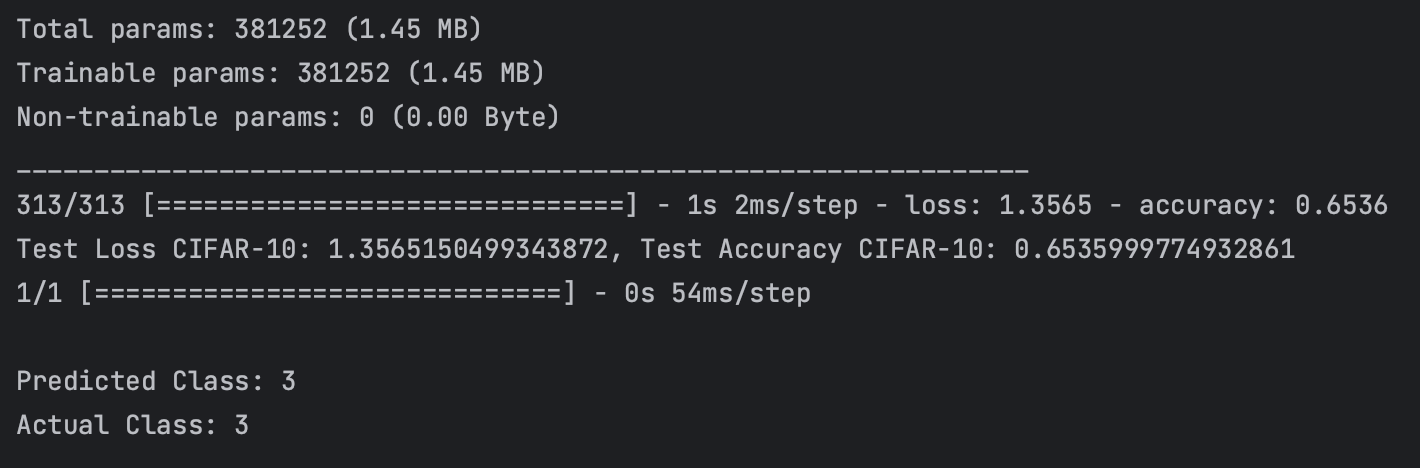 Total params: 381252 (1.45 MB)
Trainable params: 381252 (1.45 MB)
Non-trainable params: 0 (0.00 Byte)
_________________________________________________________________
313/313 [==============================] - 1s 2ms/step - loss: 1.3565 - accuracy: 0.6536
Test Loss CIFAR-10: 1.3565150499343872, Test Accuracy CIFAR-10: 0.6535999774932861
1/1 [==============================] - 0s 54ms/step
Predicted Class: 3
Actual Class: 3